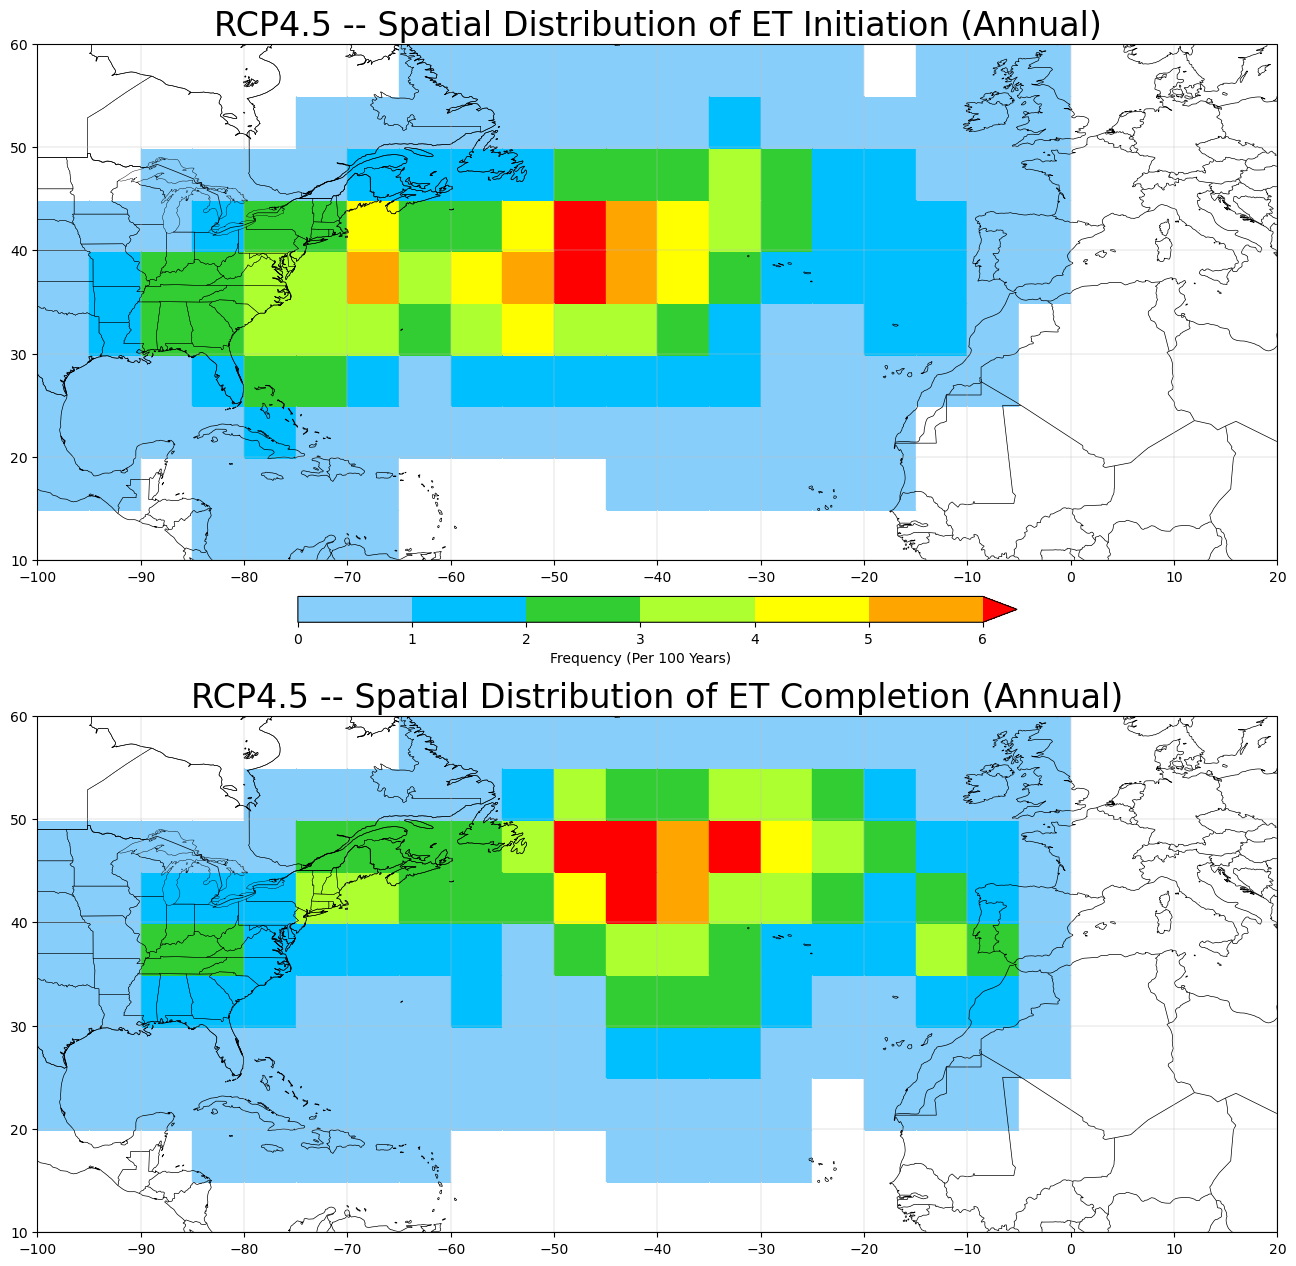 RCP4.5 -- Spatial Distribution of ET Initiation (Annual)
60
50
40
30
20
10
−100 −90 −80 −70 −60 −50 −40 −30 −20 −10 0 10 20
0 1 2 3 4 5 6
Frequency (Per 100 Years)
RCP4.5 -- Spatial Distribution of ET Completion (Annual)
60
50
40
30
20
10
−100 −90 −80 −70 −60 −50 −40 −30 −20 −10 0 10 20